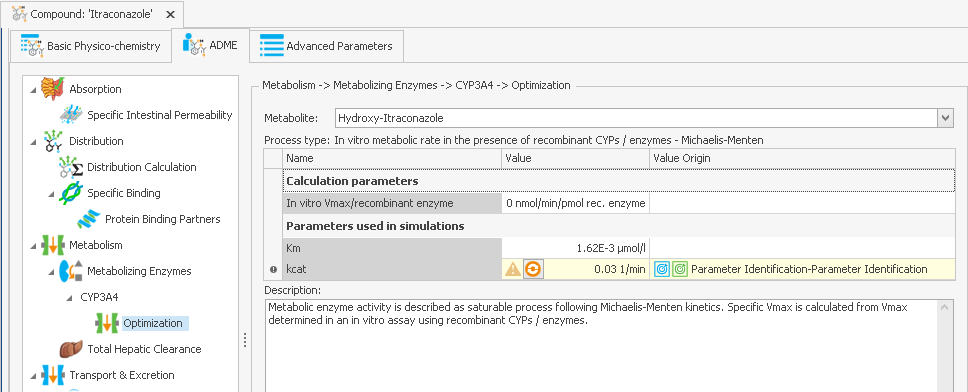 Compound: 'Itraconazole'
Basic Physico-chemistry
ADME
Advanced Parameters
Absorption
Specific Intestinal Permeability
Distribution
Distribution Calculation
Specific Binding
Protein Binding Partners
Metabolism
Metabolizing Enzymes
CYP3A4
Optimization
Total Hepatic Clearance
Transport & Excretion
Metabolism -> Metabolizing Enzymes -> CYP3A4 -> Optimization
Metabolite: Hydroxy-Itraconazole
Process type: In vitro metabolic rate in the presence of recombinant CYPs / enzymes - Michaelis-Menten
Name Value Value Origin
Calculation parameters
In vitro Vmax/recombinant enzyme 0 nmol/min/pmol rec. enzyme
Parameters used in simulations
Km 1.62E-3 µmol/l
kcat 0.03 1/min Parameter Identification-Parameter Identification
Description:
Metabolic enzyme activity is described as saturable process following Michaelis-Menten kinetics. Specific Vmax is calculated from Vmax
determined in an in vitro assay using recombinant CYPs / enzymes.